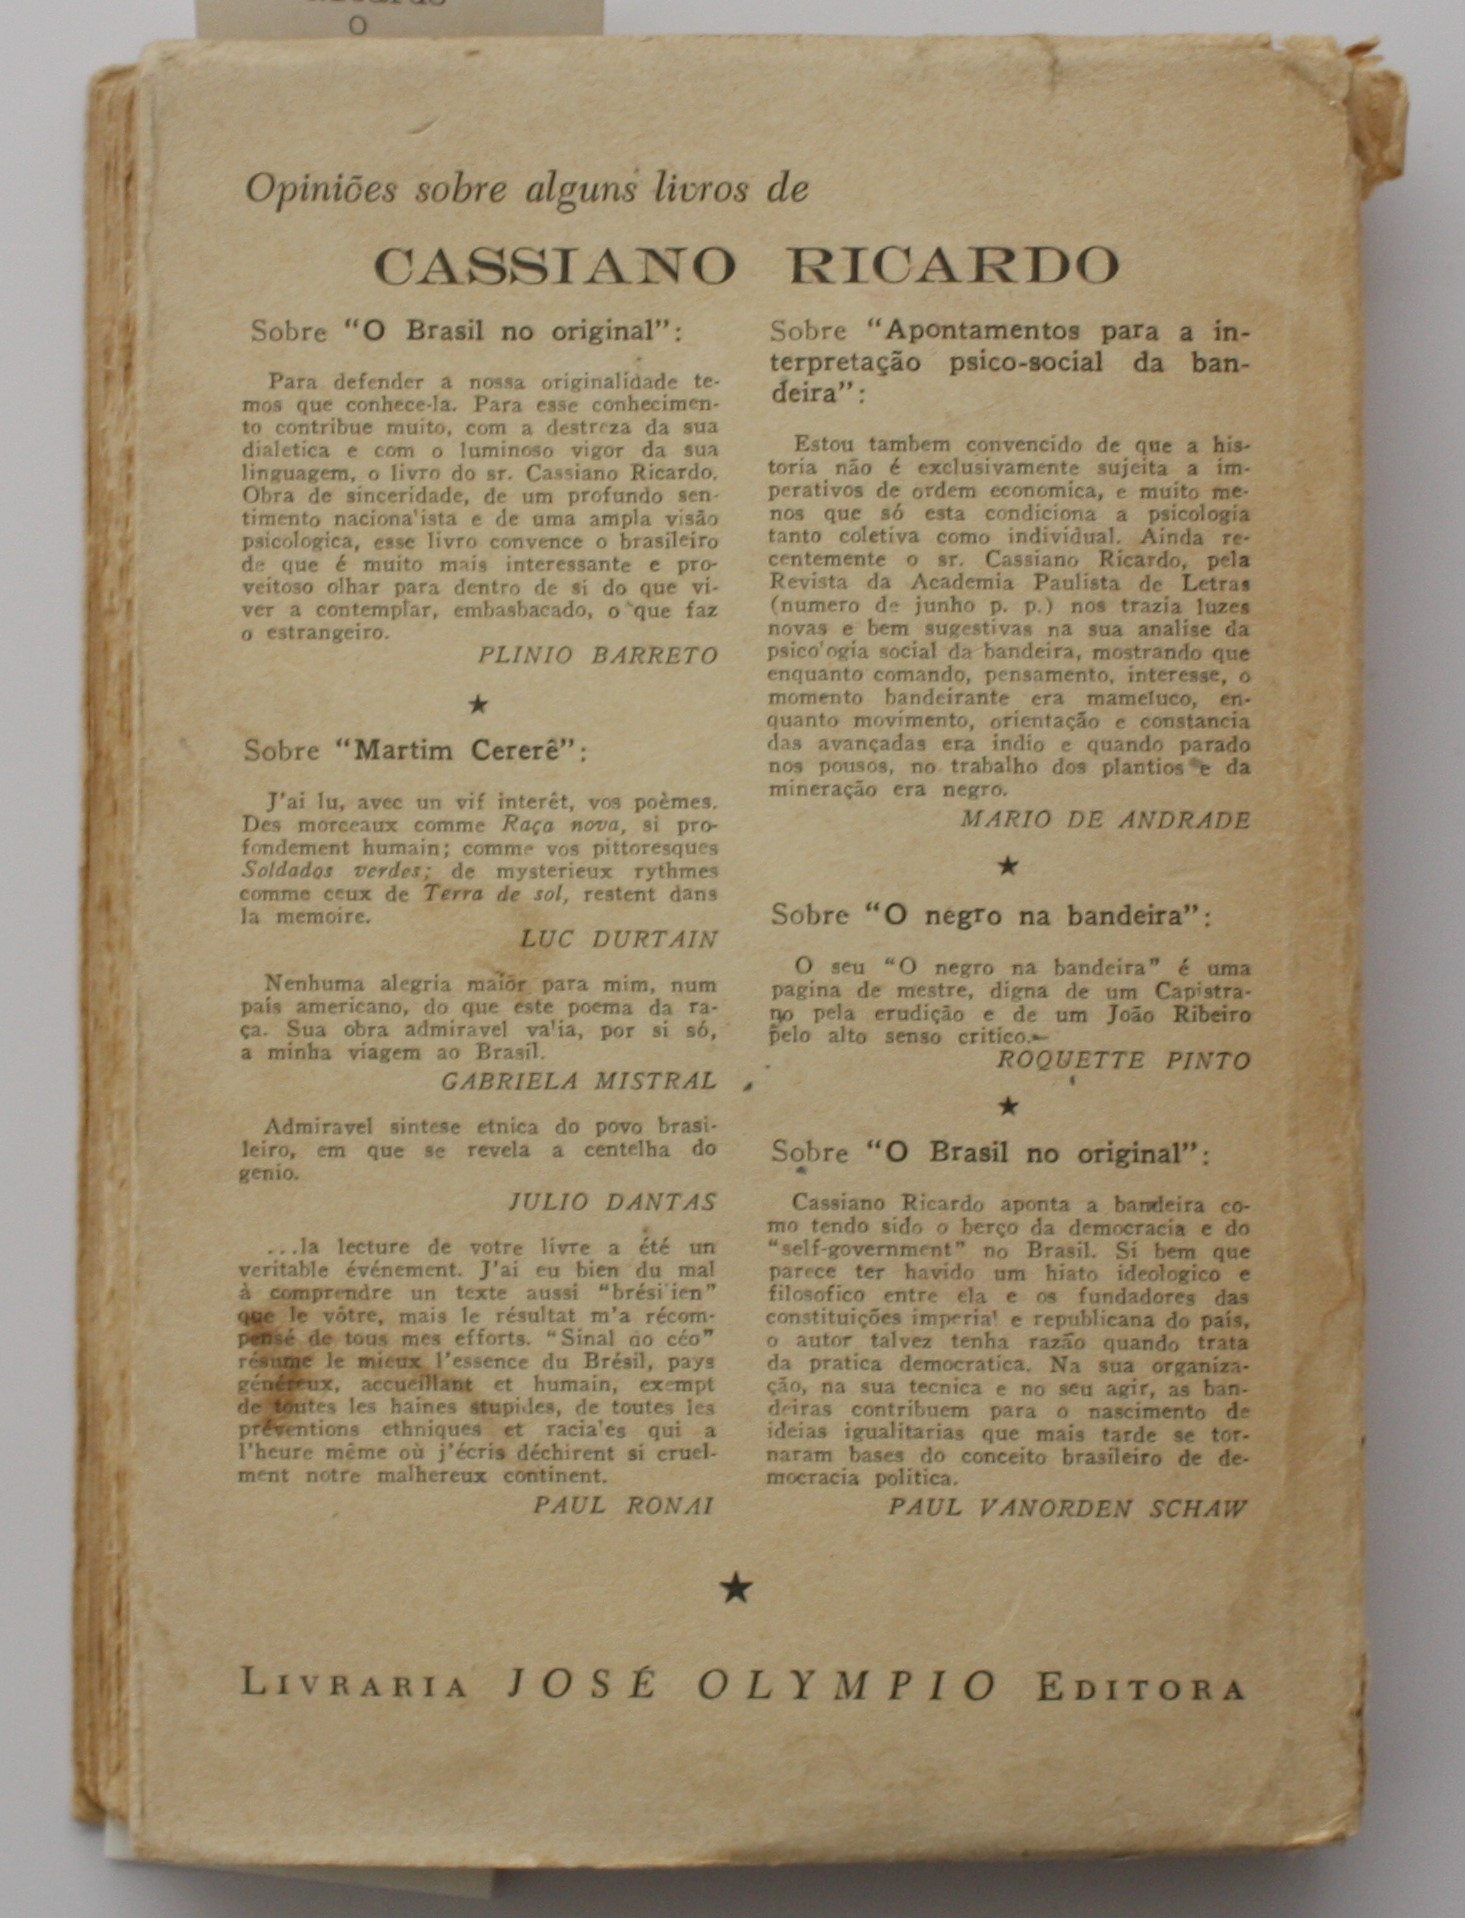 O
Opiniões sobre alguns livros de
CASSIANO RICARDO
Sobre "O Brasil no original":
Para defender a nossa originalidade te-
mos que conhece-la. Para esse conhecimen-
to contribue muito, com a destreza da sua
dialetica e com o luminoso vigor da sua
linguagem, o livro do sr. Cassiano Ricardo.
Obra de sinceridade, de um profundo sen-
timento naciona'ista e de uma ampla visão
psicologica, esse livro convence o brasileiro
de que é muito mais interessante e pro-
veitoso olhar para dentro de si do que vi-
ver a contemplar, embasbacado, o que faz
o estrangeiro.
PLINIO BARRETO
★
Sobre "Martim Cererê":
J'ai lu, avec un vif interêt, vos poèmes.
Des morceaux comme Raça nova, si pro-
fondement humain; comme vos pittoresques
Soldados verdes; de mysterieux rythmes
comme ceux de Terra de sol, restent dans
la memoire.
LUC DURTAIN
Nenhuma alegria maior para mim, num
país americano, do que este poema da ra-
ça. Sua obra admiravel va'ia, por si só,
a minha viagem ao Brasil.
GABRIELA MISTRAL
Admiravel sintese etnica do povo brasi-
leiro, em que se revela a centelha do
genio.
JULIO DANTAS
...la lecture de votre livre a été un
veritable événement. J'ai eu bien du mal
à comprendre un texte aussi "brési'ien"
que le vôtre, mais le résultat m'a récom-
pensé de tous mes efforts. "Sinal do céo"
résume le mieux l'essence du Brésil, pays
généreux, accueillant et humain, exempt
de toutes les haines stupides, de toutes les
préventions ethniques et racia'es qui a
l'heure même où j'écris déchirent si cruel-
ment notre malhereux continent.
PAUL RONAI
Sobre "Apontamentos para a in-
terpretação psico-social da ban-
deira":
Estou tambem convencido de que a his-
toria não é exclusivamente sujeita a im-
perativos de ordem economica, e muito me-
nos que só esta condiciona a psicologia
tanto coletiva como individual. Ainda re-
centemente o sr. Cassiano Ricardo, pela
Revista da Academia Paulista de Letras
(numero de junho p. p.) nos trazia luzes
novas e bem sugestivas na sua analise da
psico'ogia social da bandeira, mostrando que
enquanto comando, pensamento, interesse, o
momento bandeirante era mameluco, en-
quanto movimento, orientação e constancia
das avançadas era indio e quando parado
nos pousos, no trabalho dos plantios e da
mineração era negro.
MARIO DE ANDRADE
★
Sobre "O negro na bandeira":
O seu "O negro na bandeira" é uma
pagina de mestre, digna de um Capistra-
no pela erudição e de um João Ribeiro
pelo alto senso critico.
ROQUETTE PINTO
★
Sobre "O Brasil no original":
Cassiano Ricardo aponta a bandeira co-
mo tendo sido o berço da democracia e do
"self-government" no Brasil. Si bem que
parece ter havido um hiato ideologico e
filosofico entre ela e os fundadores das
constituições imperia' e republicana do país,
o autor talvez tenha razão quando trata
da pratica democratica. Na sua organiza-
ção, na sua tecnica e no seu agir, as ban-
deiras contribuem para o nascimento de
ideias igualitarias que mais tarde se tor-
naram bases do conceito brasileiro de de-
mocracia politica.
PAUL VANORDEN SCHAW
★
LIVRARIA JOSÉ OLYMPIO EDITORA